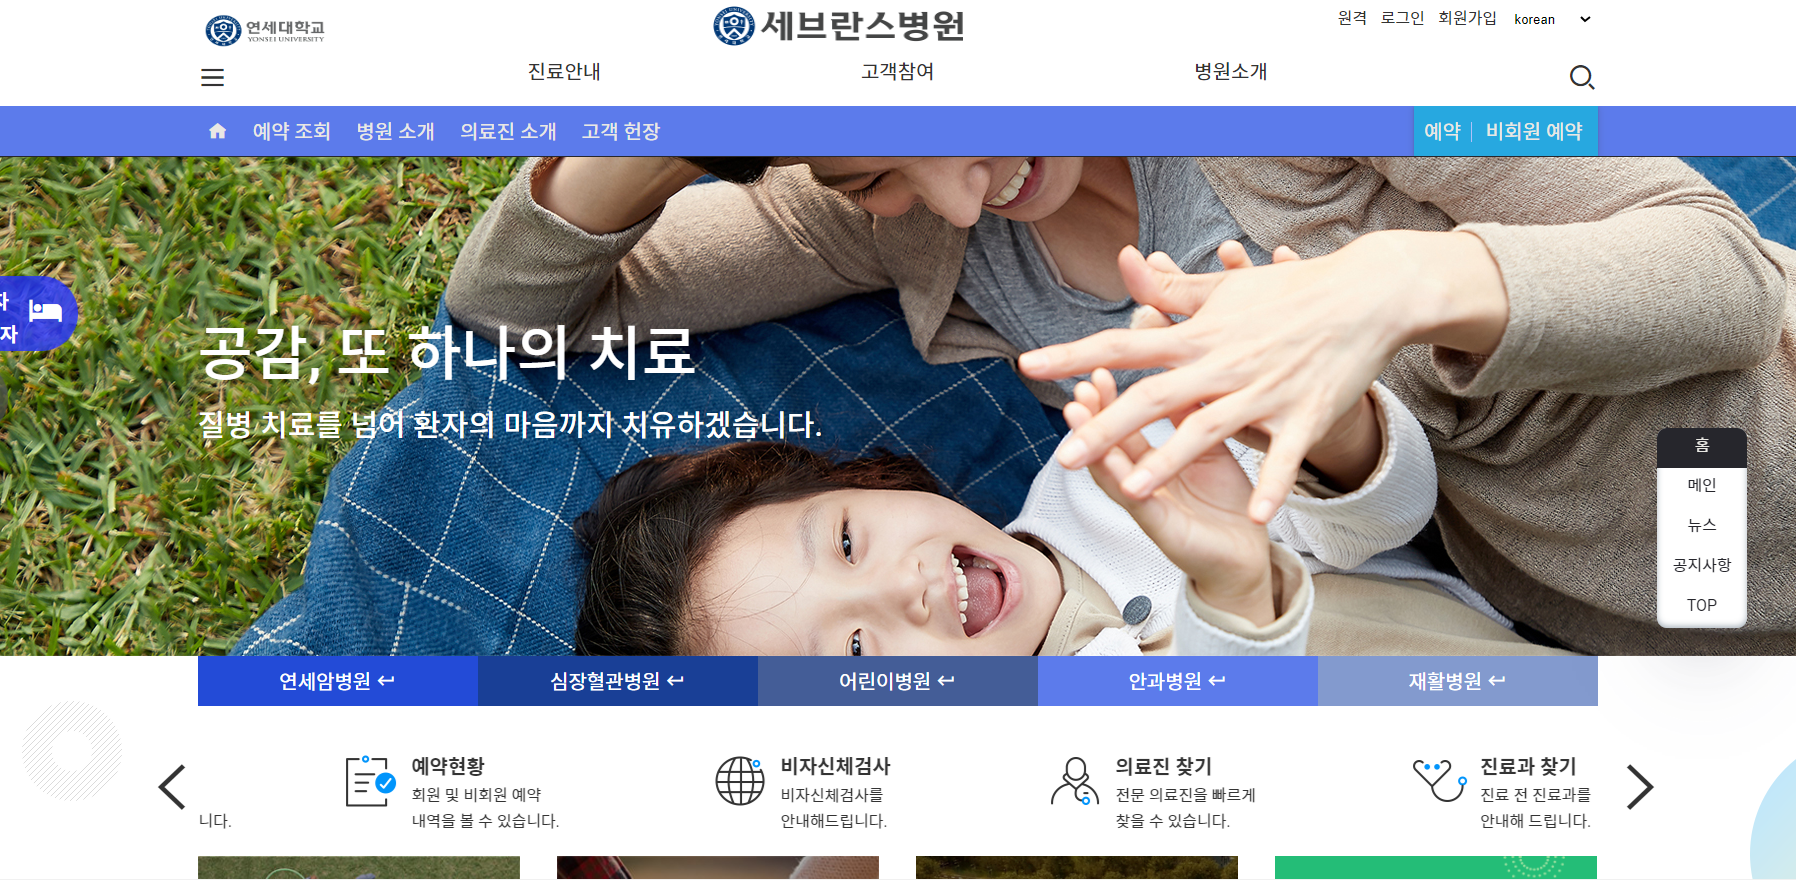 연세대학교
YONSEI UNIVERSITY
세브란스병원
원격 로그인 회원가입 korean
진료안내 고객참여 병원소개
예약 조회 병원 소개 의료진 소개 고객 헌장 예약 비회원 예약
자
자
공감, 또 하나의 치료
질병 치료를 넘어 환자의 마음까지 치유하겠습니다.
홈
메인
뉴스
공지사항
TOP
연세암병원 심장혈관병원 어린이병원 안과병원 재활병원
니다.
예약현황
회원 및 비회원 예약
내역을 볼 수 있습니다.
비자신체검사
비자신체검사를
안내해드립니다.
의료진 찾기
전문 의료진을 빠르게
찾을 수 있습니다.
진료과 찾기
진료 전 진료과를
안내해 드립니다.